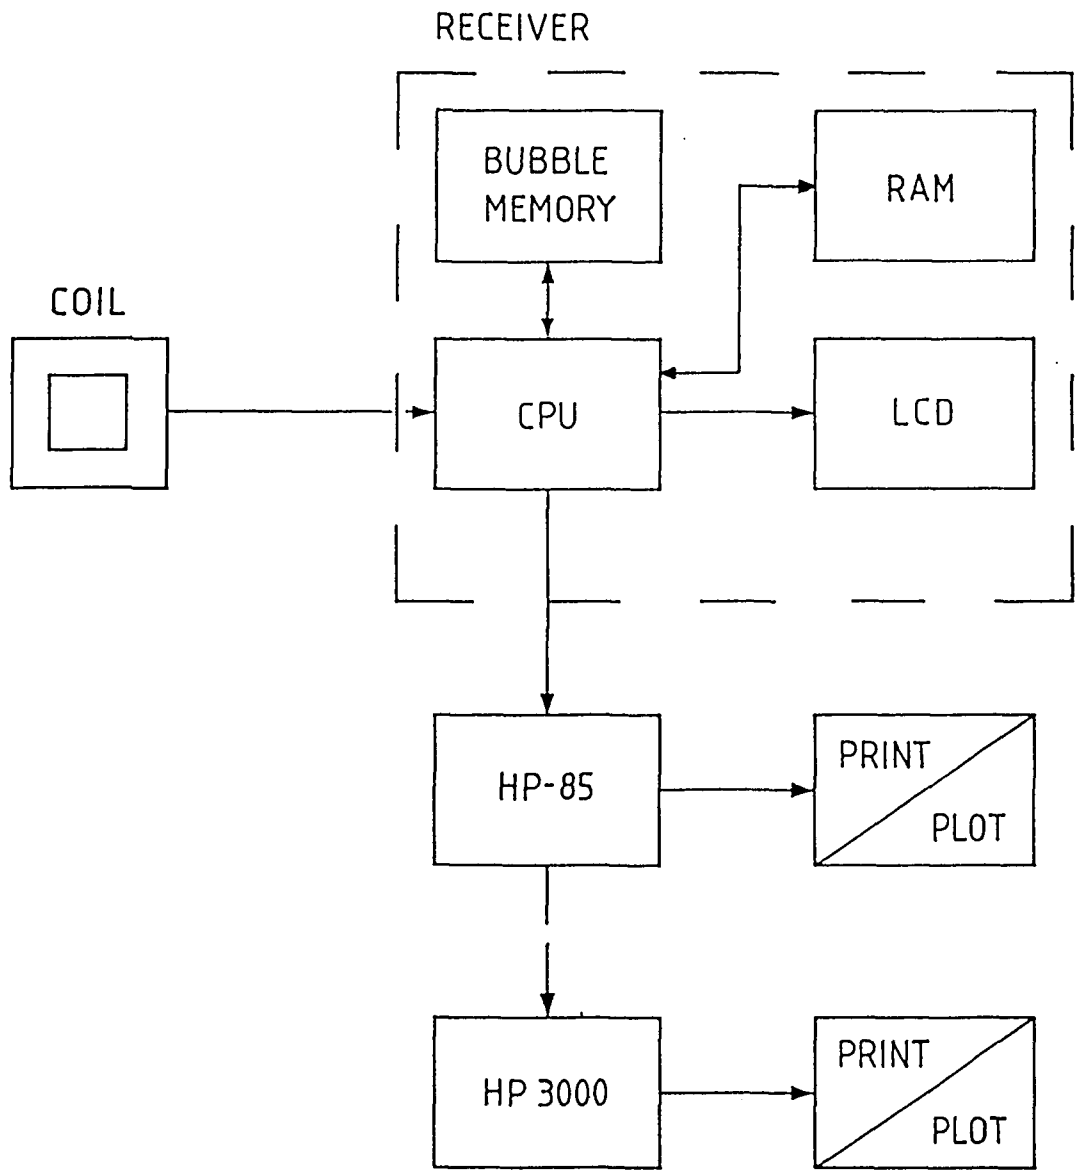 RECEIVER
BUBBLE
MEMORY
RAM
COIL
CPU
LCD
HP-85
PRINT
PLOT
HP 3000
PRINT
PLOT